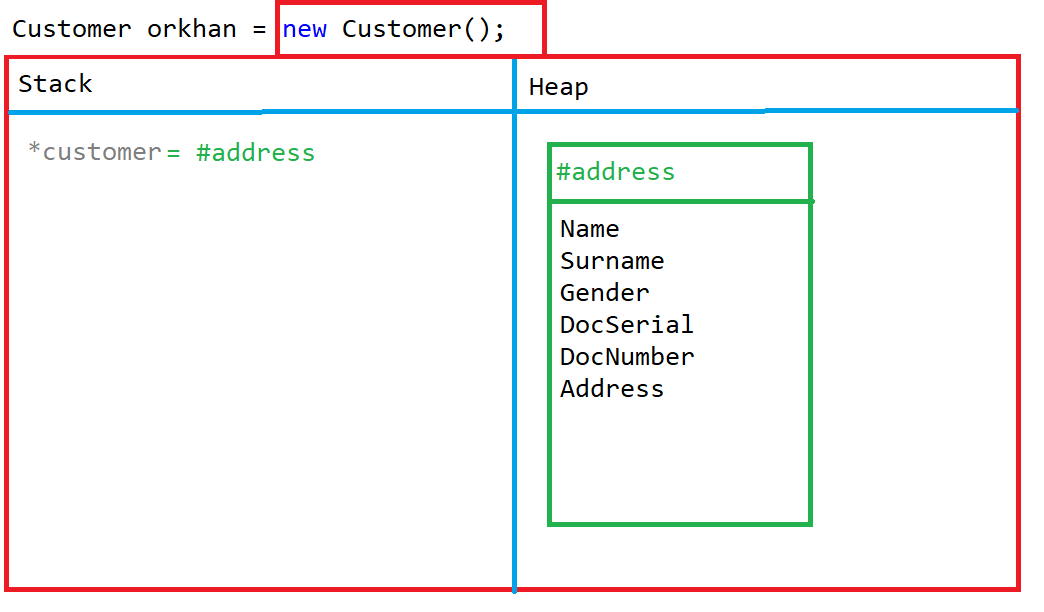 Customer orkhan = new Customer();
Stack
Heap
*customer= #address
#address
Name
Surname
Gender
DocSerial
DocNumber
Address